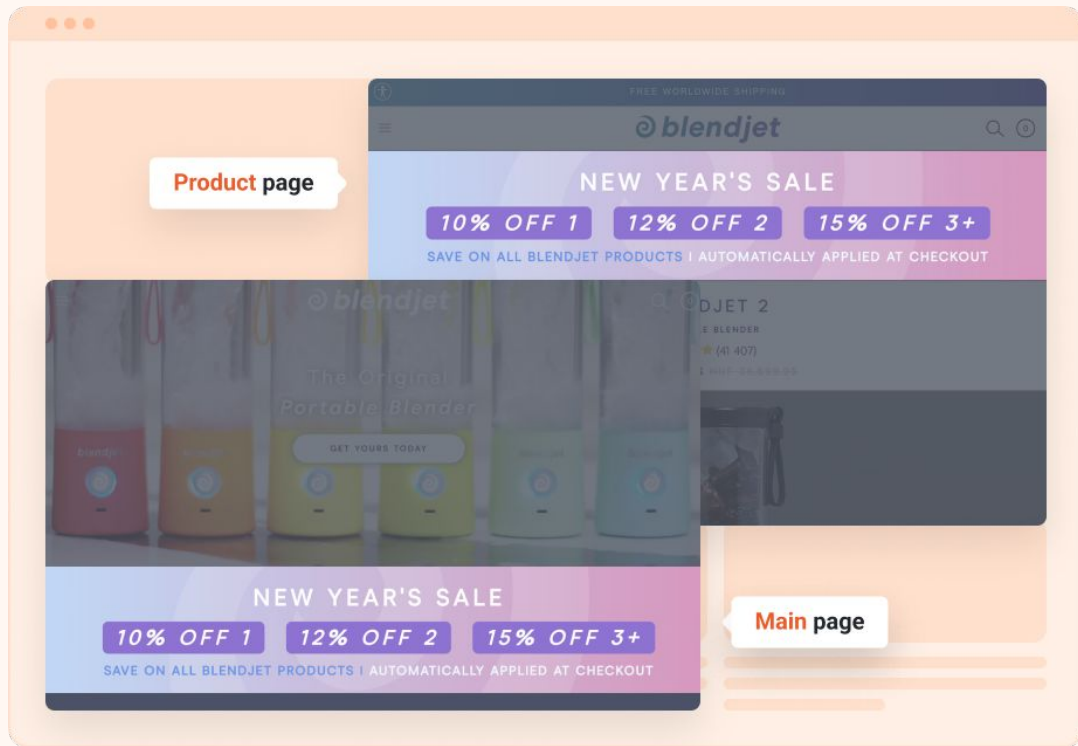 FREE WORLDWIDE SHIPPING
blendjet
0
Product page
NEW YEAR'S SALE
10% OFF 1 12% OFF 2 15% OFF 3+
SAVE ON ALL BLENDJET PRODUCTS | AUTOMATICALLY APPLIED AT CHECKOUT
DJET 2
LE BLENDER
(41 407)
blendjet
The Original
Portable Blender
GET YOURS TODAY
blendjet
NEW YEAR'S SALE
10% OFF 1 12% OFF 2 15% OFF 3+
SAVE ON ALL BLENDJET PRODUCTS | AUTOMATICALLY APPLIED AT CHECKOUT
Main page